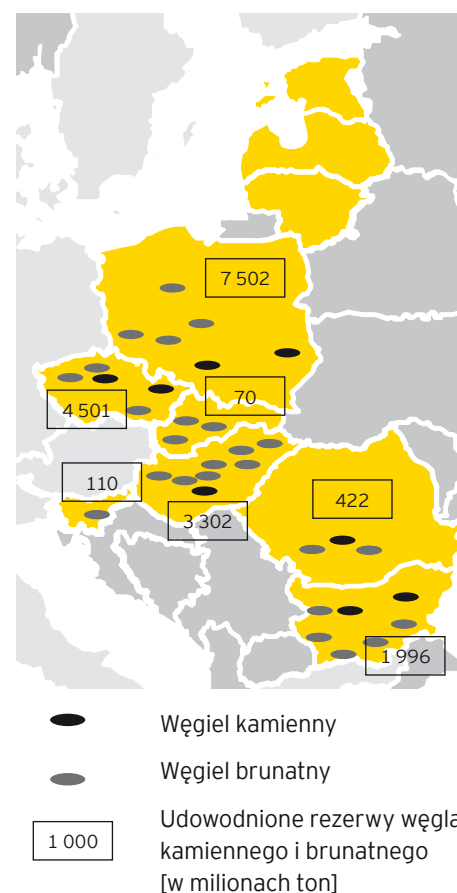 7 502
70
4 501
110
422
3 302
1 996
Węgiel kamienny
Węgiel brunatny
1 000
Udowodnione rezerwy węgla
kamiennego i brunatnego
[w milionach ton]